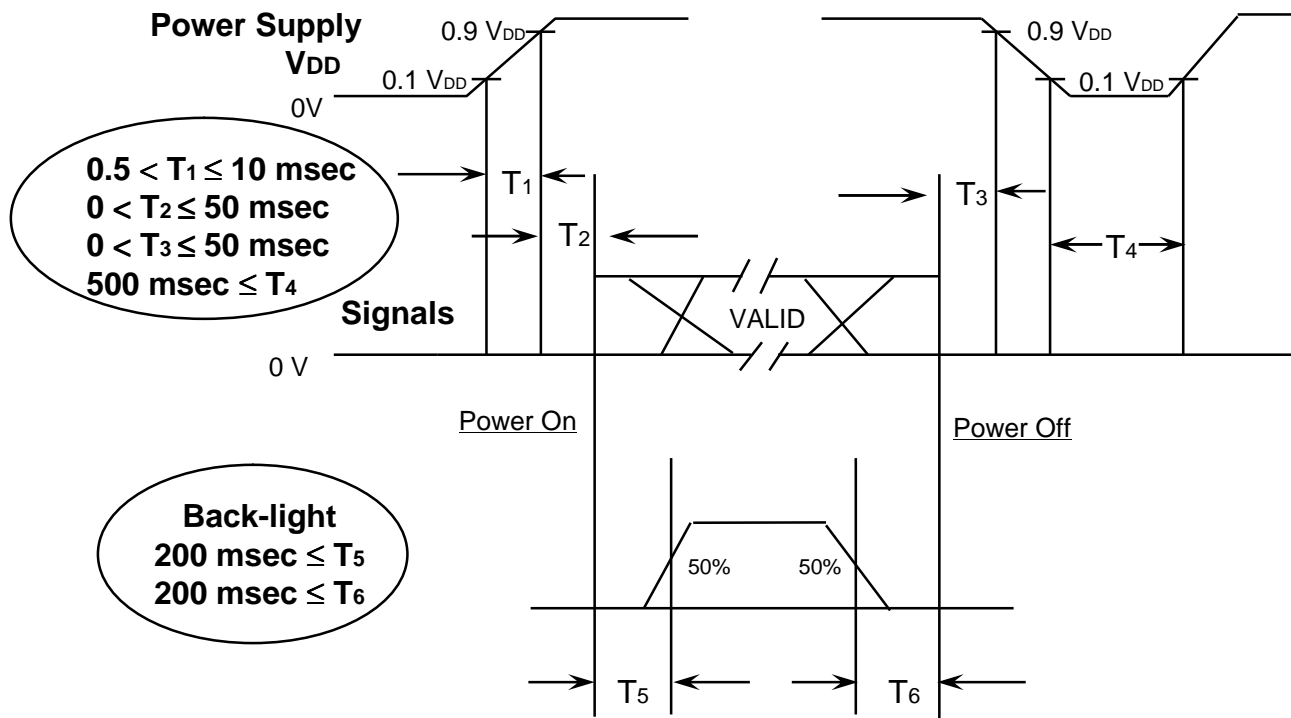 Power Supply
VDD
0.9 VDD
0.1 VDD
0V
0.9 VDD
0.1 VDD
0.5 < T1 ≤ 10 msec
0 < T2 ≤ 50 msec
0 < T3 ≤ 50 msec
500 msec ≤ T4
T1
T2
T3
T4
Signals
VALID
0 V
Power On
Power Off
Back-light
200 msec ≤ T5
200 msec ≤ T6
50%
50%
T5
T6